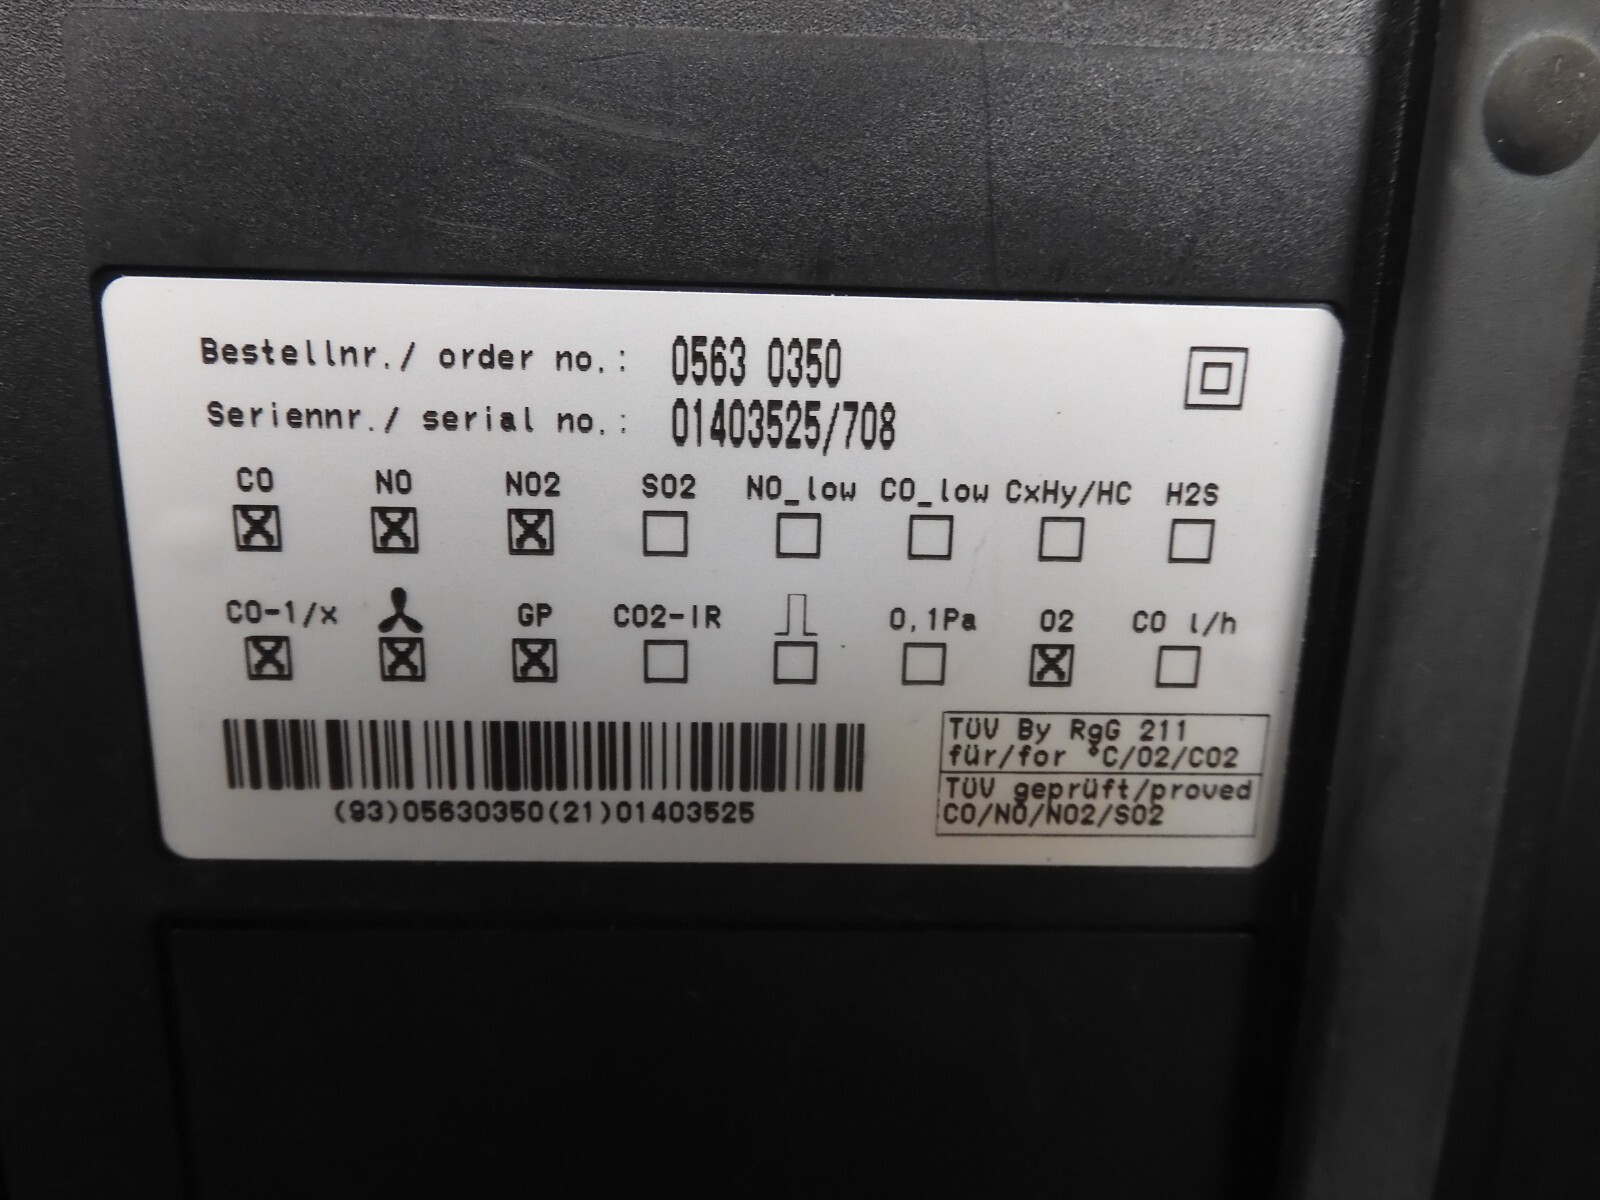 Bestellnr./ order no.: 0563 0350
Seriennr./ serial no.: 01403525/708
CO NO NO2 SO2 NO_low CO_low CxHy/HC H2S
CO-1/x GP CO2-IR 0,1Pa O2 CO l/h
(93)05630350(21)01403525
TÜV By RgG 211
für/for °C/O2/CO2
TÜV geprüft/proved
CO/NO/NO2/SO2